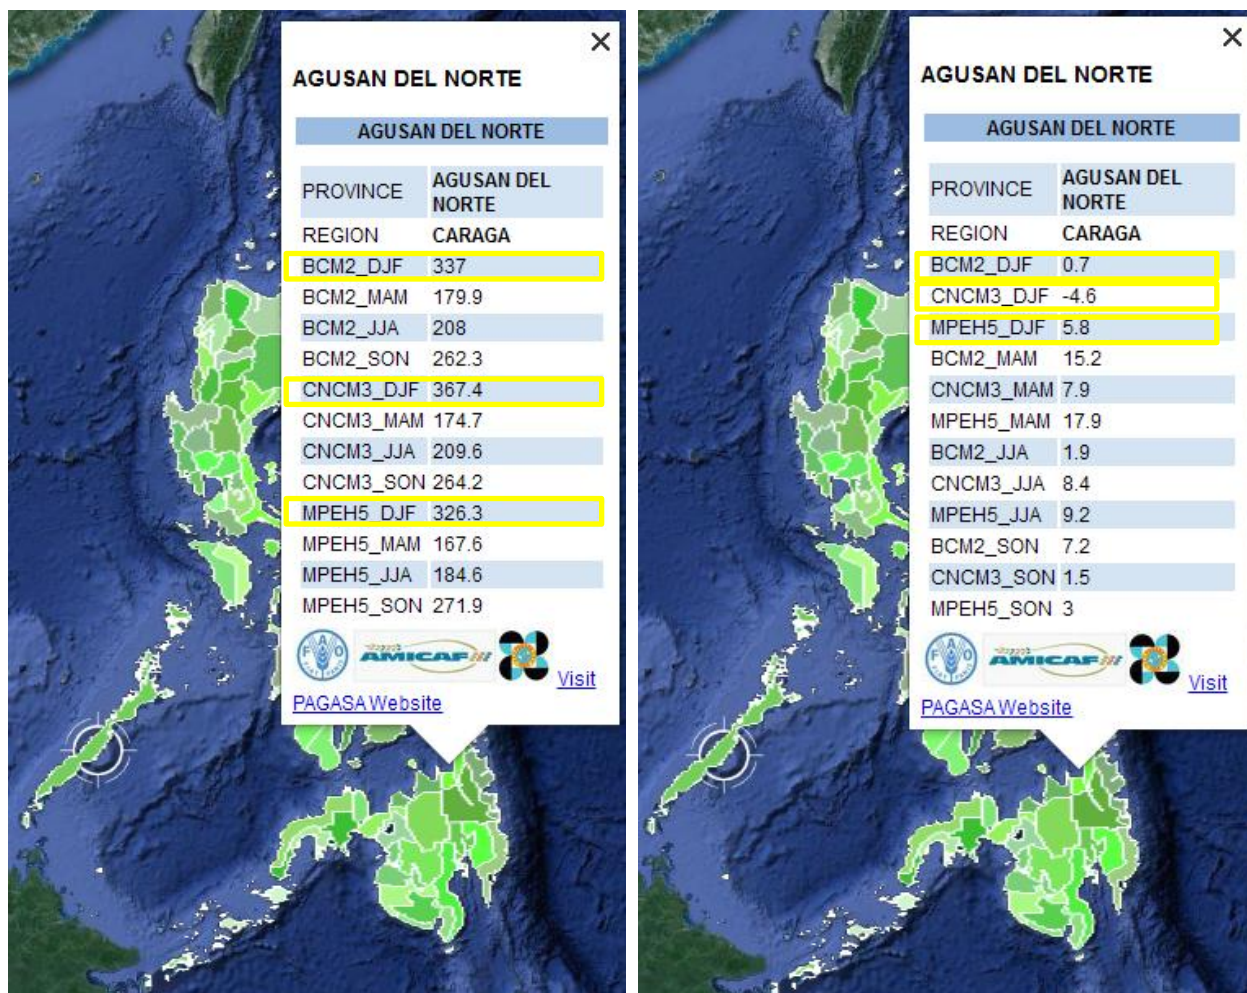 AGUSAN DEL NORTE
AGUSAN DEL NORTE
PROVINCE AGUSAN DEL
NORTE
REGION CARAGA
BCM2_DJF 337
BCM2_MAM 179.9
BCM2_JJA 208
BCM2_SON 262.3
CNCM3_DJF 367.4
CNCM3_MAM 174.7
CNCM3_JJA 209.6
CNCM3_SON 264.2
MPEH5_DJF 326.3
MPEH5_MAM 167.6
MPEH5_JJA 184.6
MPEH5_SON 271.9
FAO
AMICAF
Visit
PAGASA Website
AGUSAN DEL NORTE
AGUSAN DEL NORTE
PROVINCE AGUSAN DEL
NORTE
REGION CARAGA
BCM2_DJF 0.7
CNCM3_DJF -4.6
MPEH5_DJF 5.8
BCM2_MAM 15.2
CNCM3_MAM 7.9
MPEH5_MAM 17.9
BCM2_JJA 1.9
CNCM3_JJA 8.4
MPEH5_JJA 9.2
BCM2_SON 7.2
CNCM3_SON 1.5
MPEH5_SON 3
FAO
AMICAF
Visit
PAGASA Website